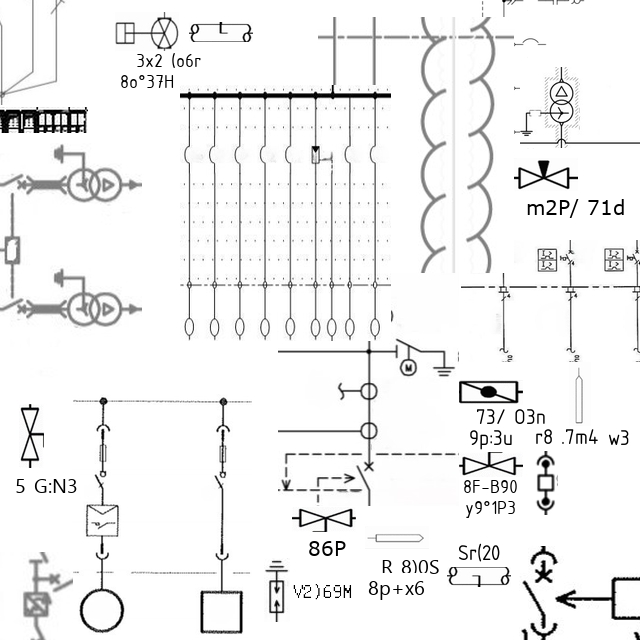 3x2 (o6r
8o°37H
m2P/ 71d
M
73/ O3n
9p:3u
r8 .7m4 w3
5 G:N3
8F-B90
y9°1P3
86P
Sr(20
R 8)0S
8p+x6
V2)69M